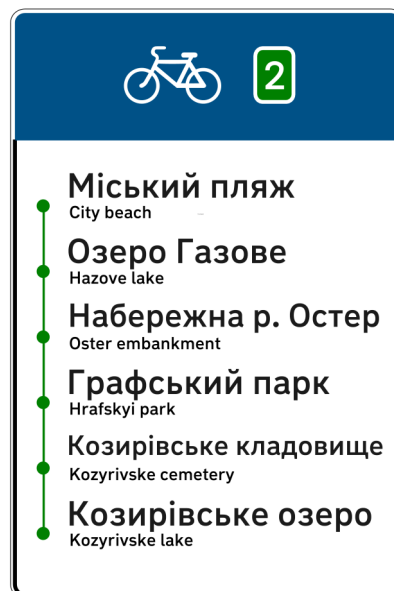 2
Міський пляж
City beach
Озеро Газове
Hazove lake
Набережна р. Остер
Oster embankment
Графський парк
Hrafskyi park
Козирівське кладовище
Kozyrivske cemetery
Козирівське озеро
Kozyrivske lake